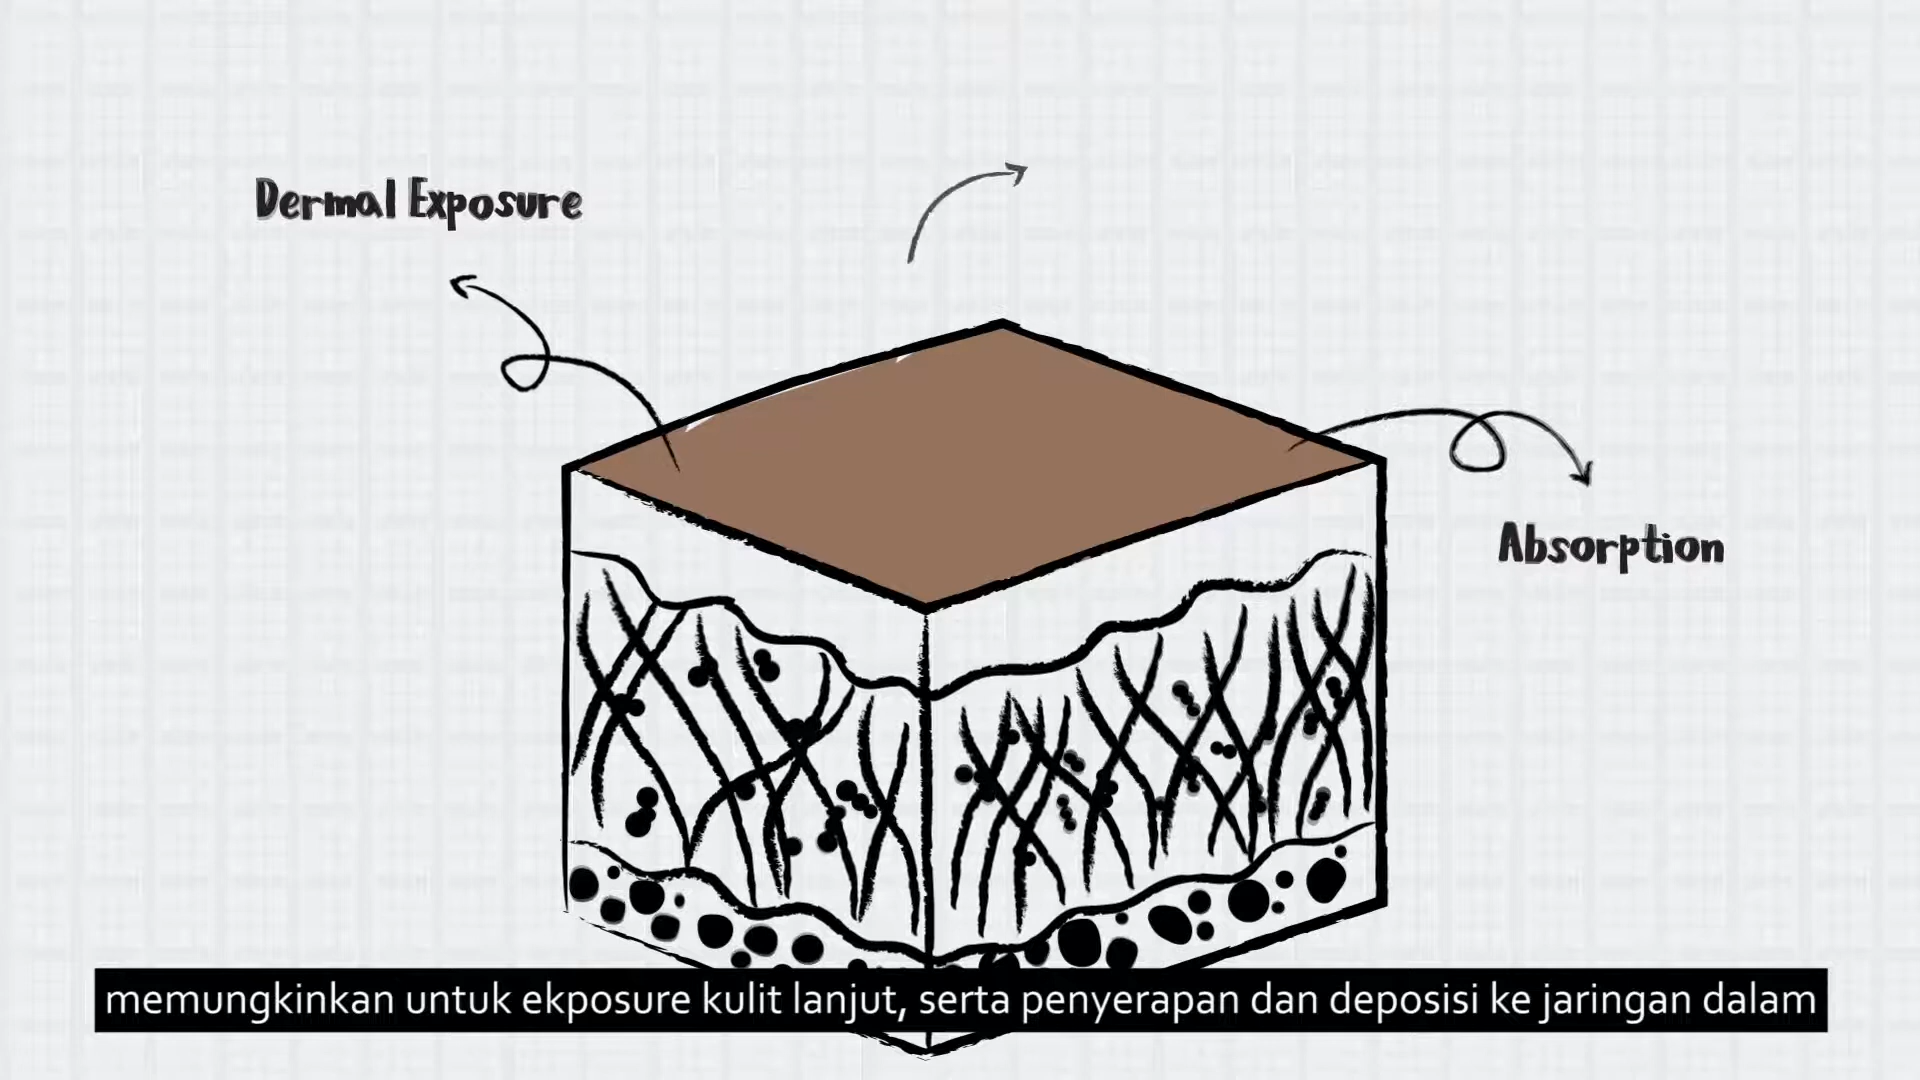 Dermal Exposure
Absorption
memungkinkan untuk ekposure kulit lanjut, serta penyerapan dan deposisi ke jaringan dalam